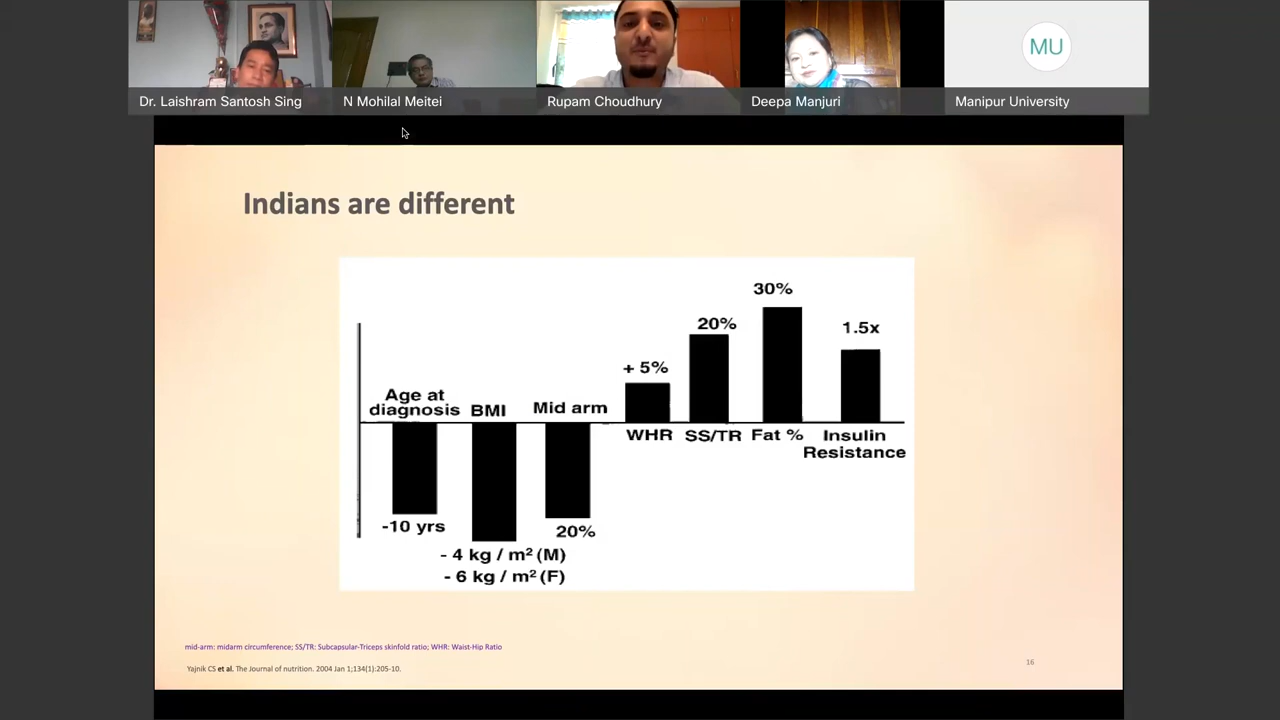 Dr. Laishram Santosh Sing
N Mohilal Meitei
Rupam Choudhury
Deepa Manjuri
MU
Manipur University
Indians are different
30%
20%
1.5x
+ 5%
Age at
diagnosis
BMI
Mid arm
WHR
SS/TR
Fat %
Insulin
Resistance
-10 yrs
20%
- 4 kg / m² (M)
- 6 kg / m² (F)
mid-arm: midarm circumference; SS/TR: Subcapsular-Triceps skinfold ratio; WHR: Waist-Hip Ratio
Yajnik CS et al. The Journal of nutrition. 2004 Jan 1;134(1):205-10.
16